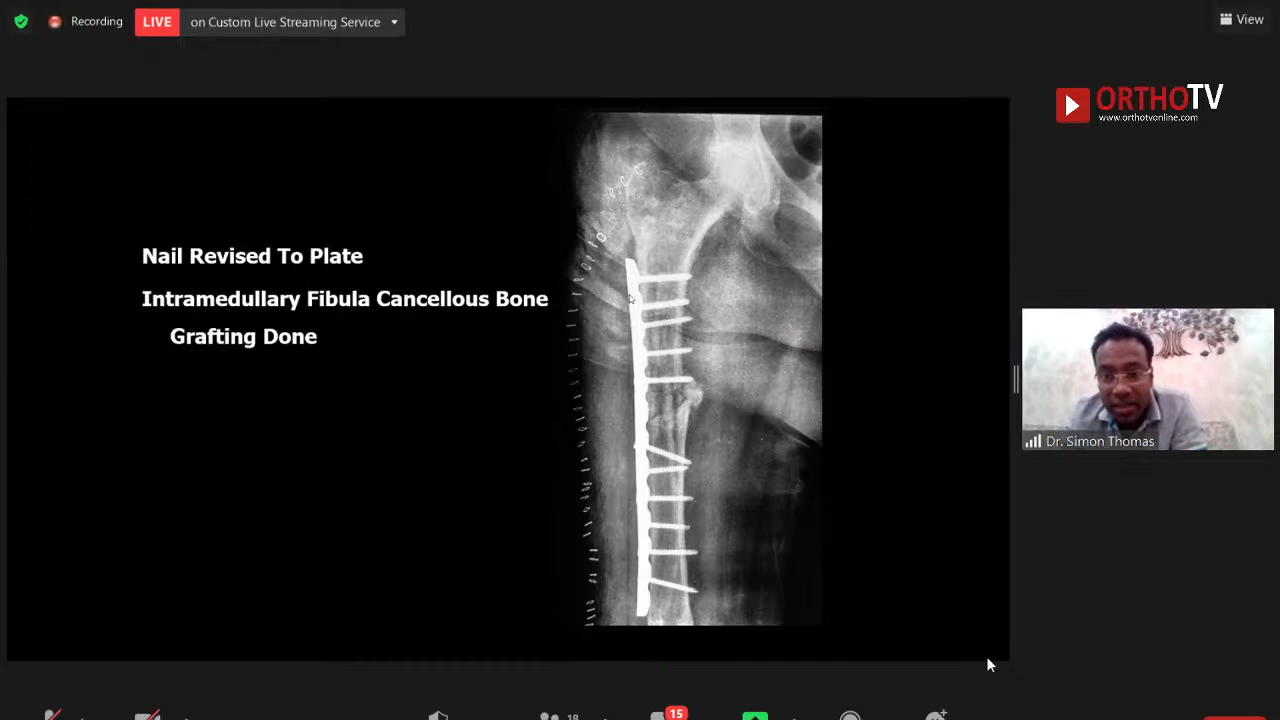 Recording
LIVE on Custom Live Streaming Service
View
ORTHOTV
www.orthotvonline.com
Nail Revised To Plate
Intramedullary Fibula Cancellous Bone
Grafting Done
Dr. Simon Thomas
18
15